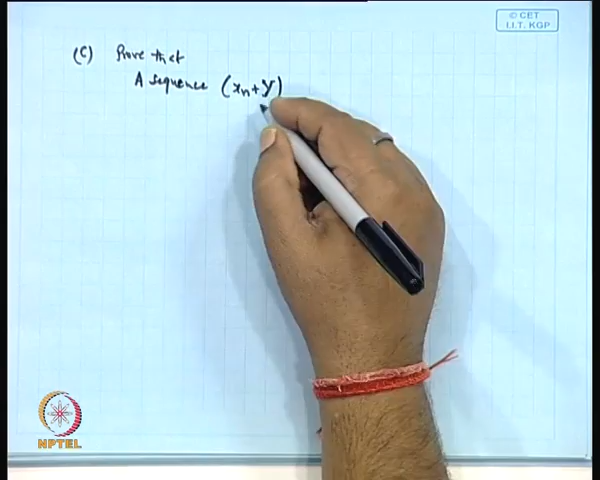 © CET
I.I.T. KGP
(c) Prove that
A sequence (xn+y)
NPTEL